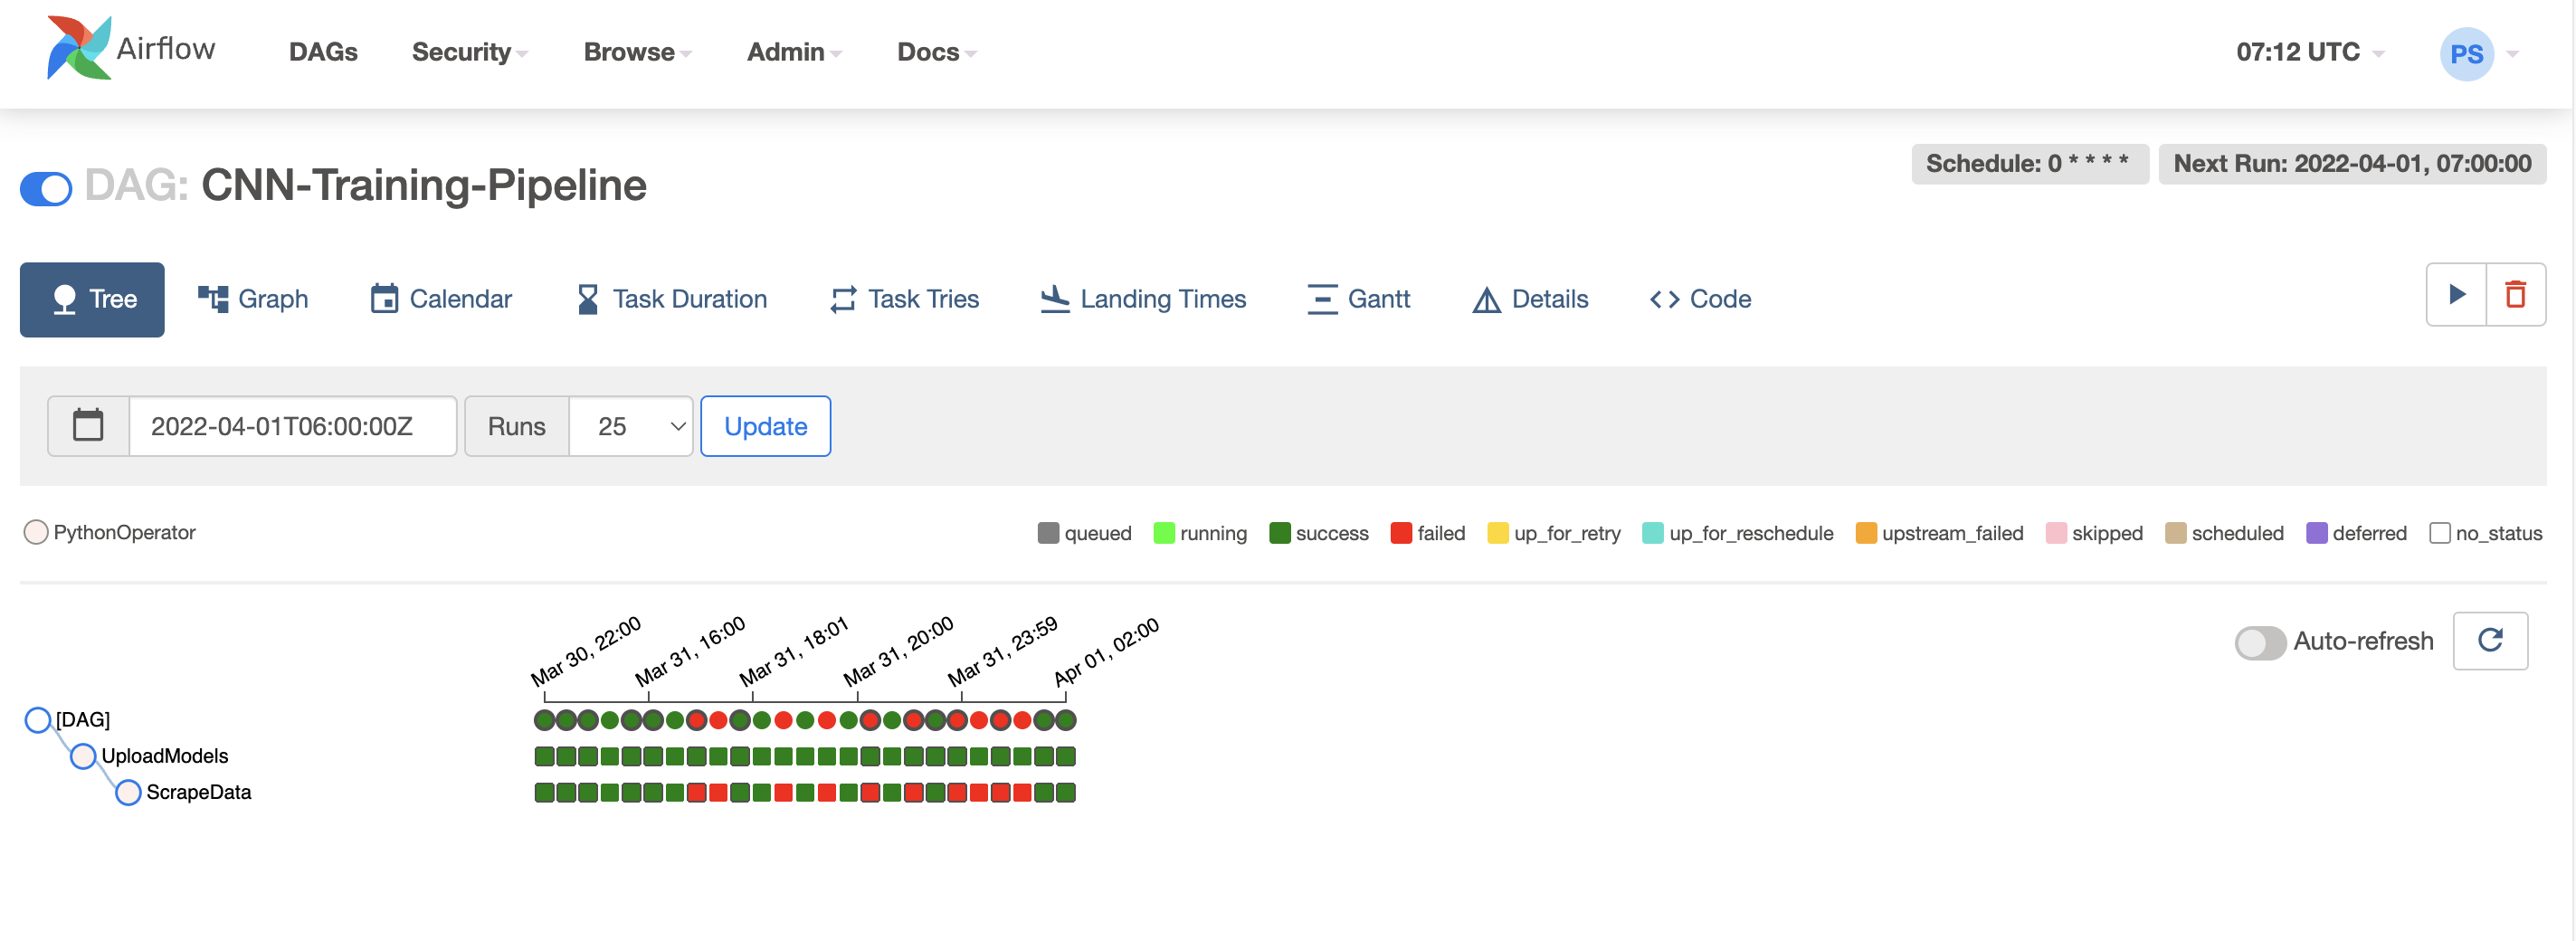 Airflow DAGs Security Browse Admin Docs 07:12 UTC PS
DAG: CNN-Training-Pipeline Schedule: 0 * * * * Next Run: 2022-04-01, 07:00:00
Tree Graph Calendar Task Duration Task Tries Landing Times Gantt Details Code
2022-04-01T06:00:00Z Runs 25 Update
PythonOperator queued running success failed up_for_retry up_for_reschedule upstream_failed skipped scheduled deferred no_status
Mar 30, 22:00 Mar 31, 16:00 Mar 31, 18:01 Mar 31, 20:00 Mar 31, 23:59 Apr 01, 02:00
Auto-refresh
[DAG]
UploadModels
ScrapeData